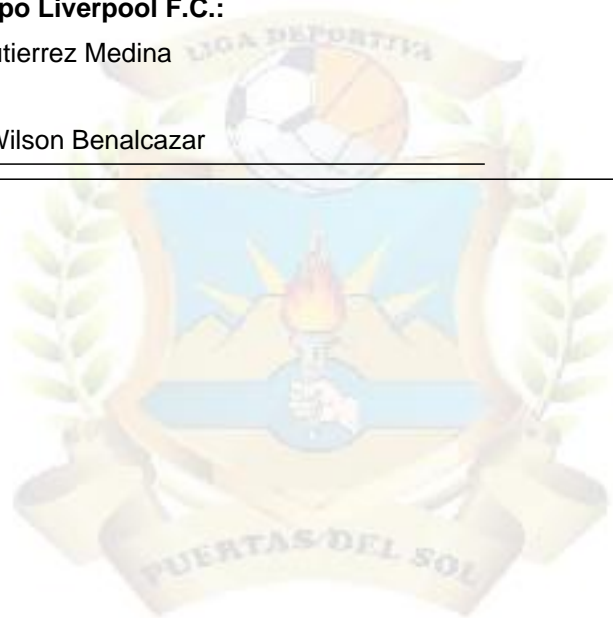 po Liverpool F.C.:
utierrez Medina
Wilson Benalcazar
LIGA DEPORTIVA
PUERTAS DEL SOL